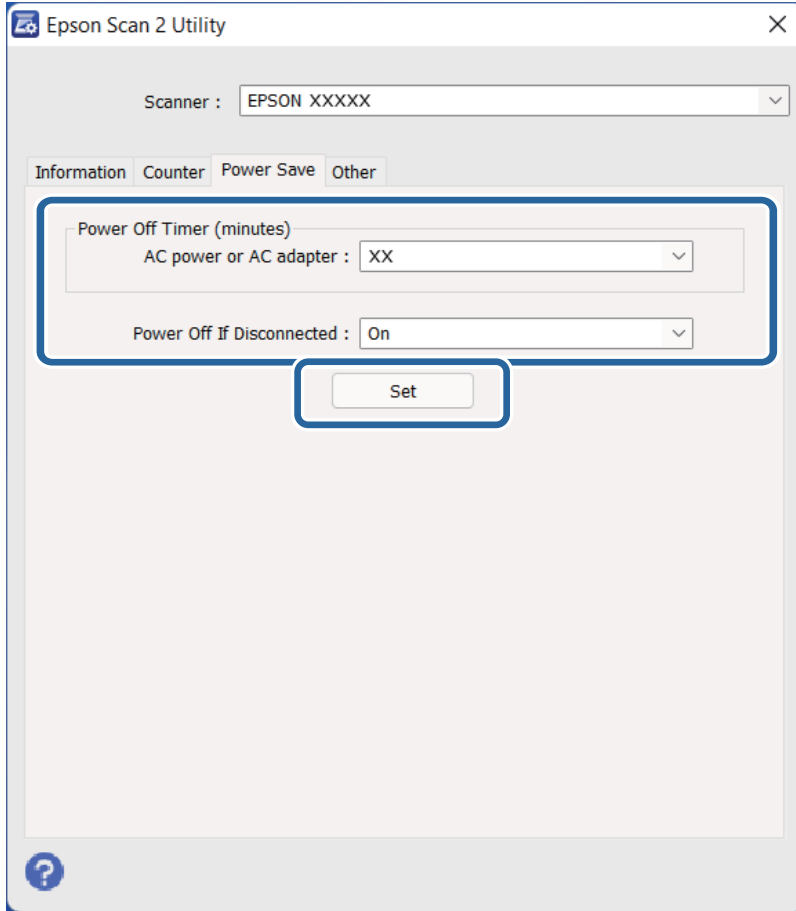 Epson Scan 2 Utility
Scanner : EPSON XXXXX
Information Counter Power Save Other
Power Off Timer (minutes)
AC power or AC adapter : XX
Power Off If Disconnected : On
Set
?